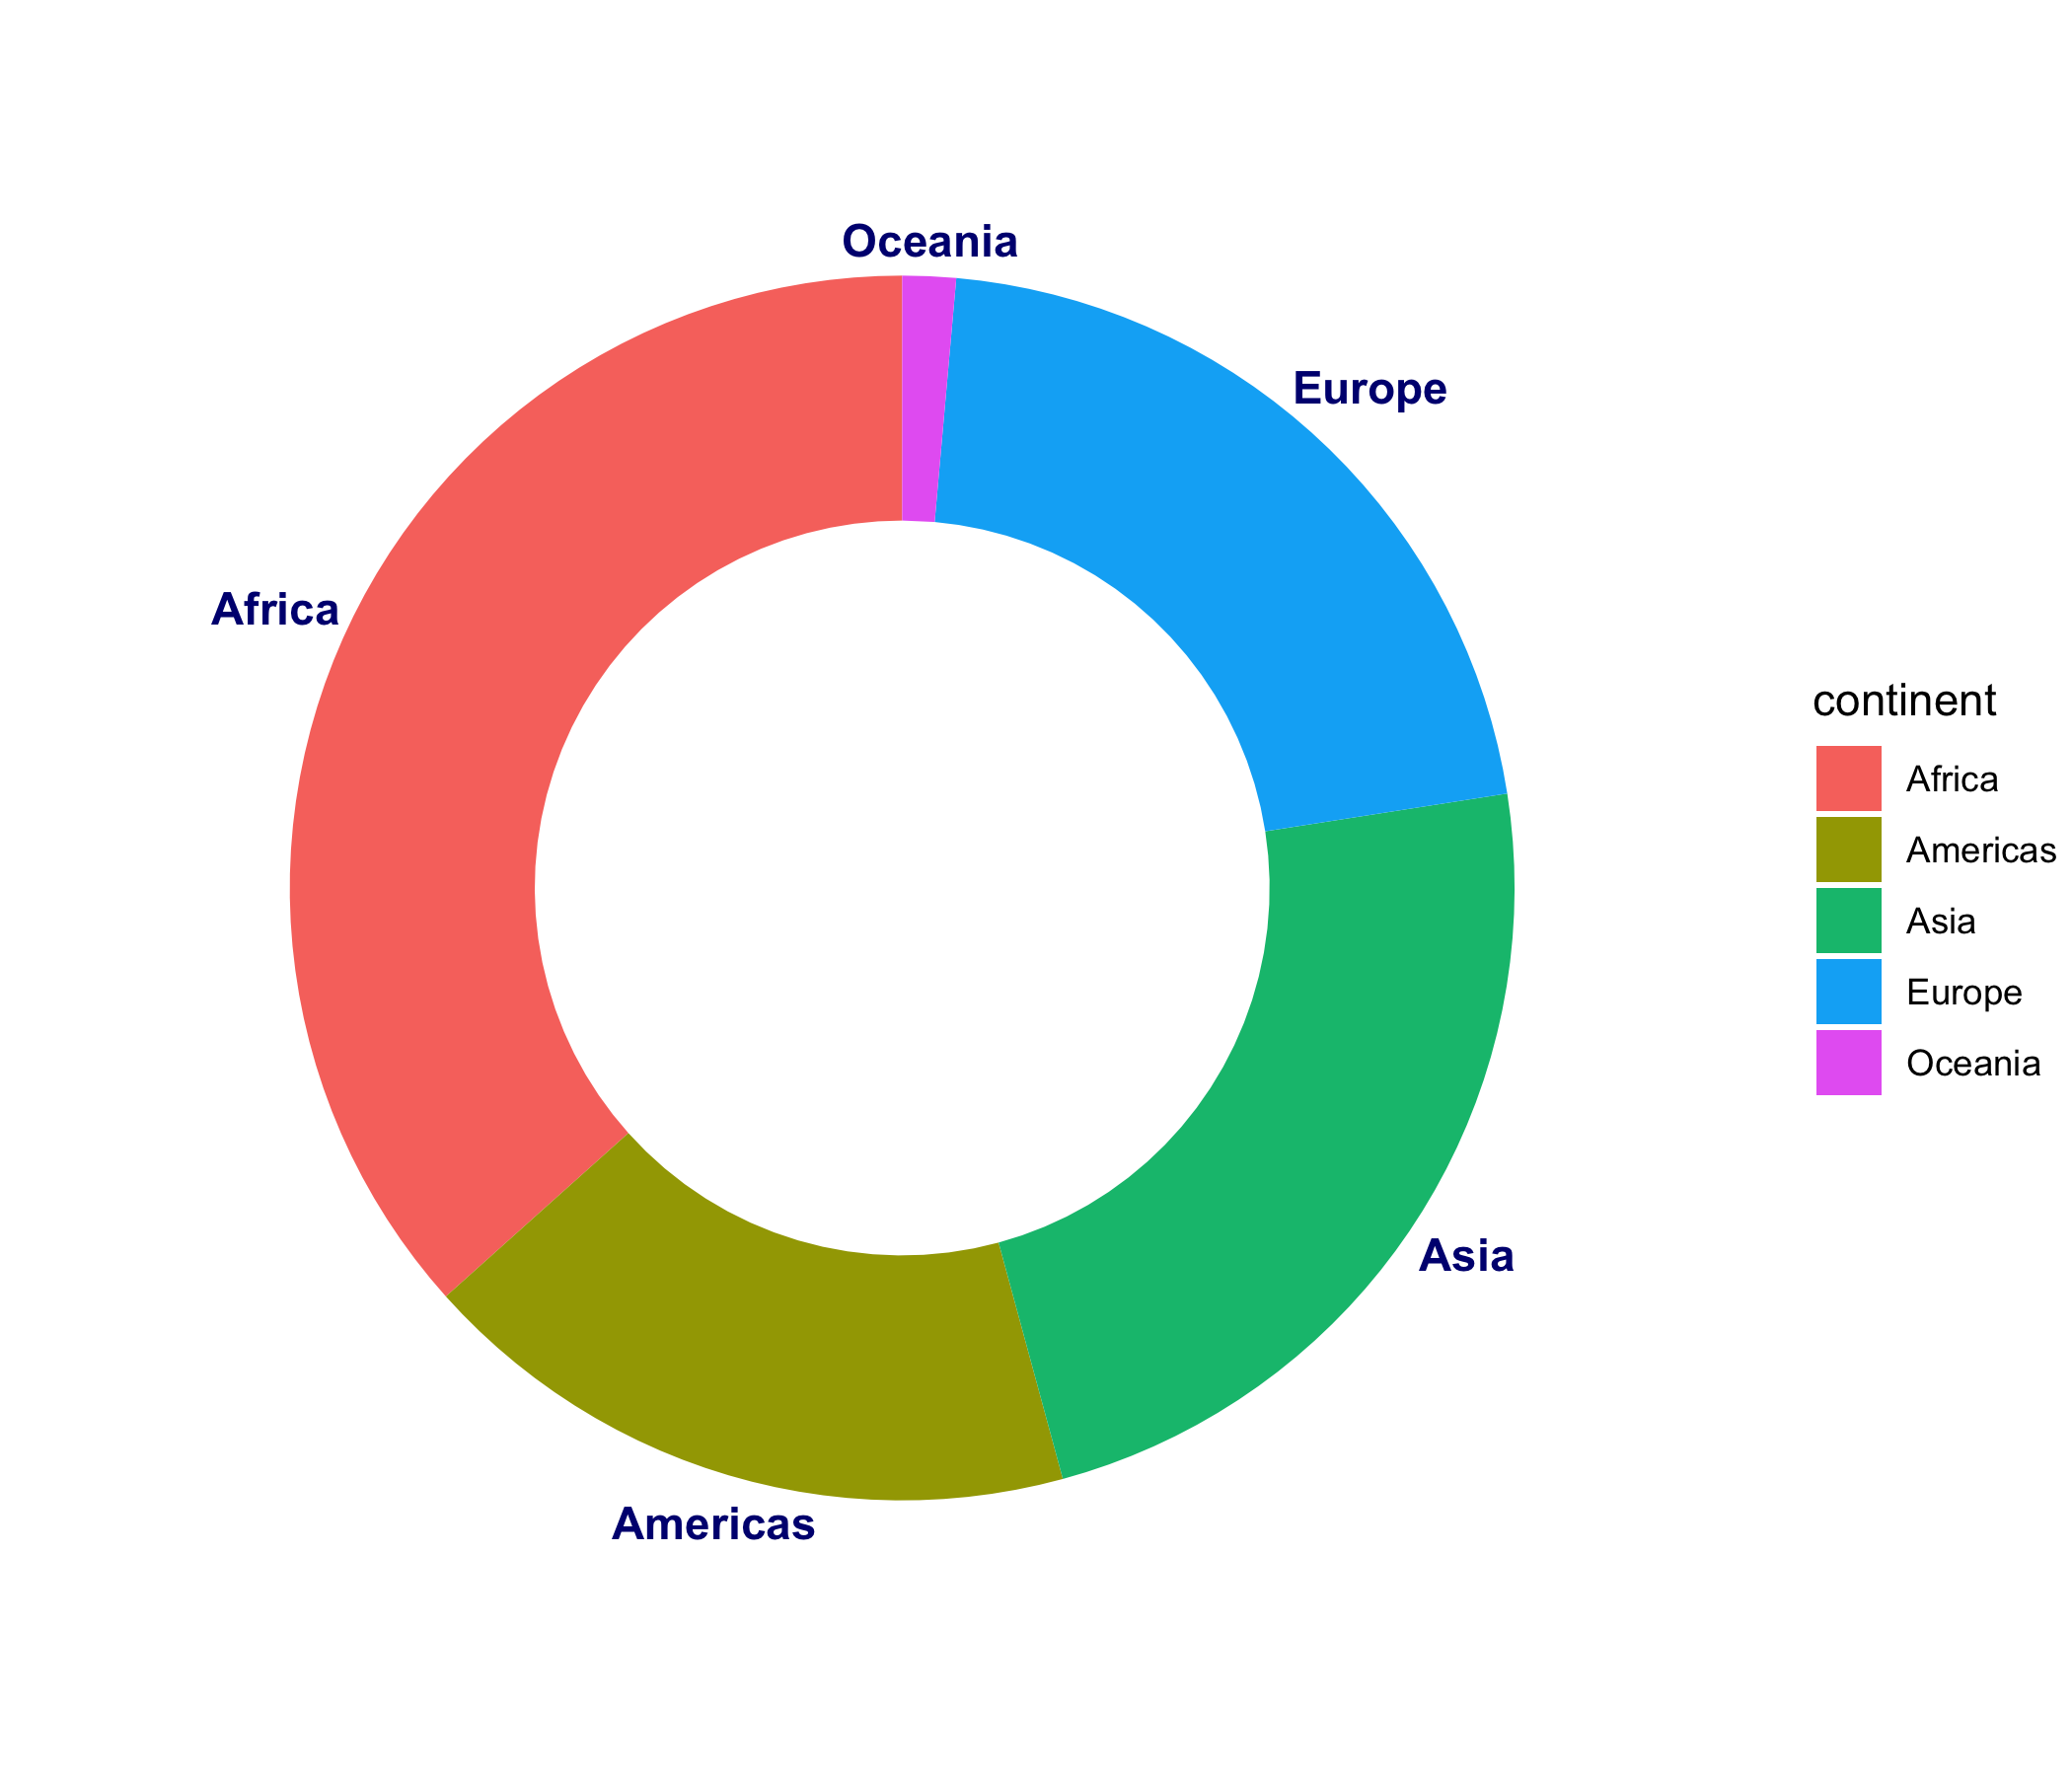 Oceania
Europe
Africa
Asia
Americas
continent
Africa
Americas
Asia
Europe
Oceania